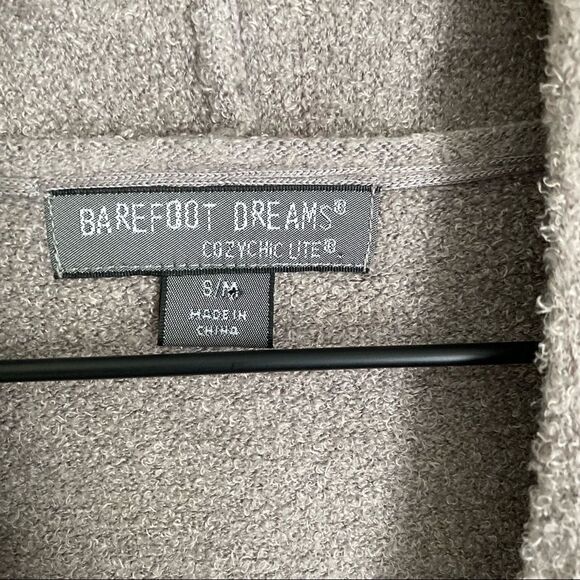 BAREFOOT DREAMS®
COZYCHIC LITE®
S/M
MADE IN
CHINA